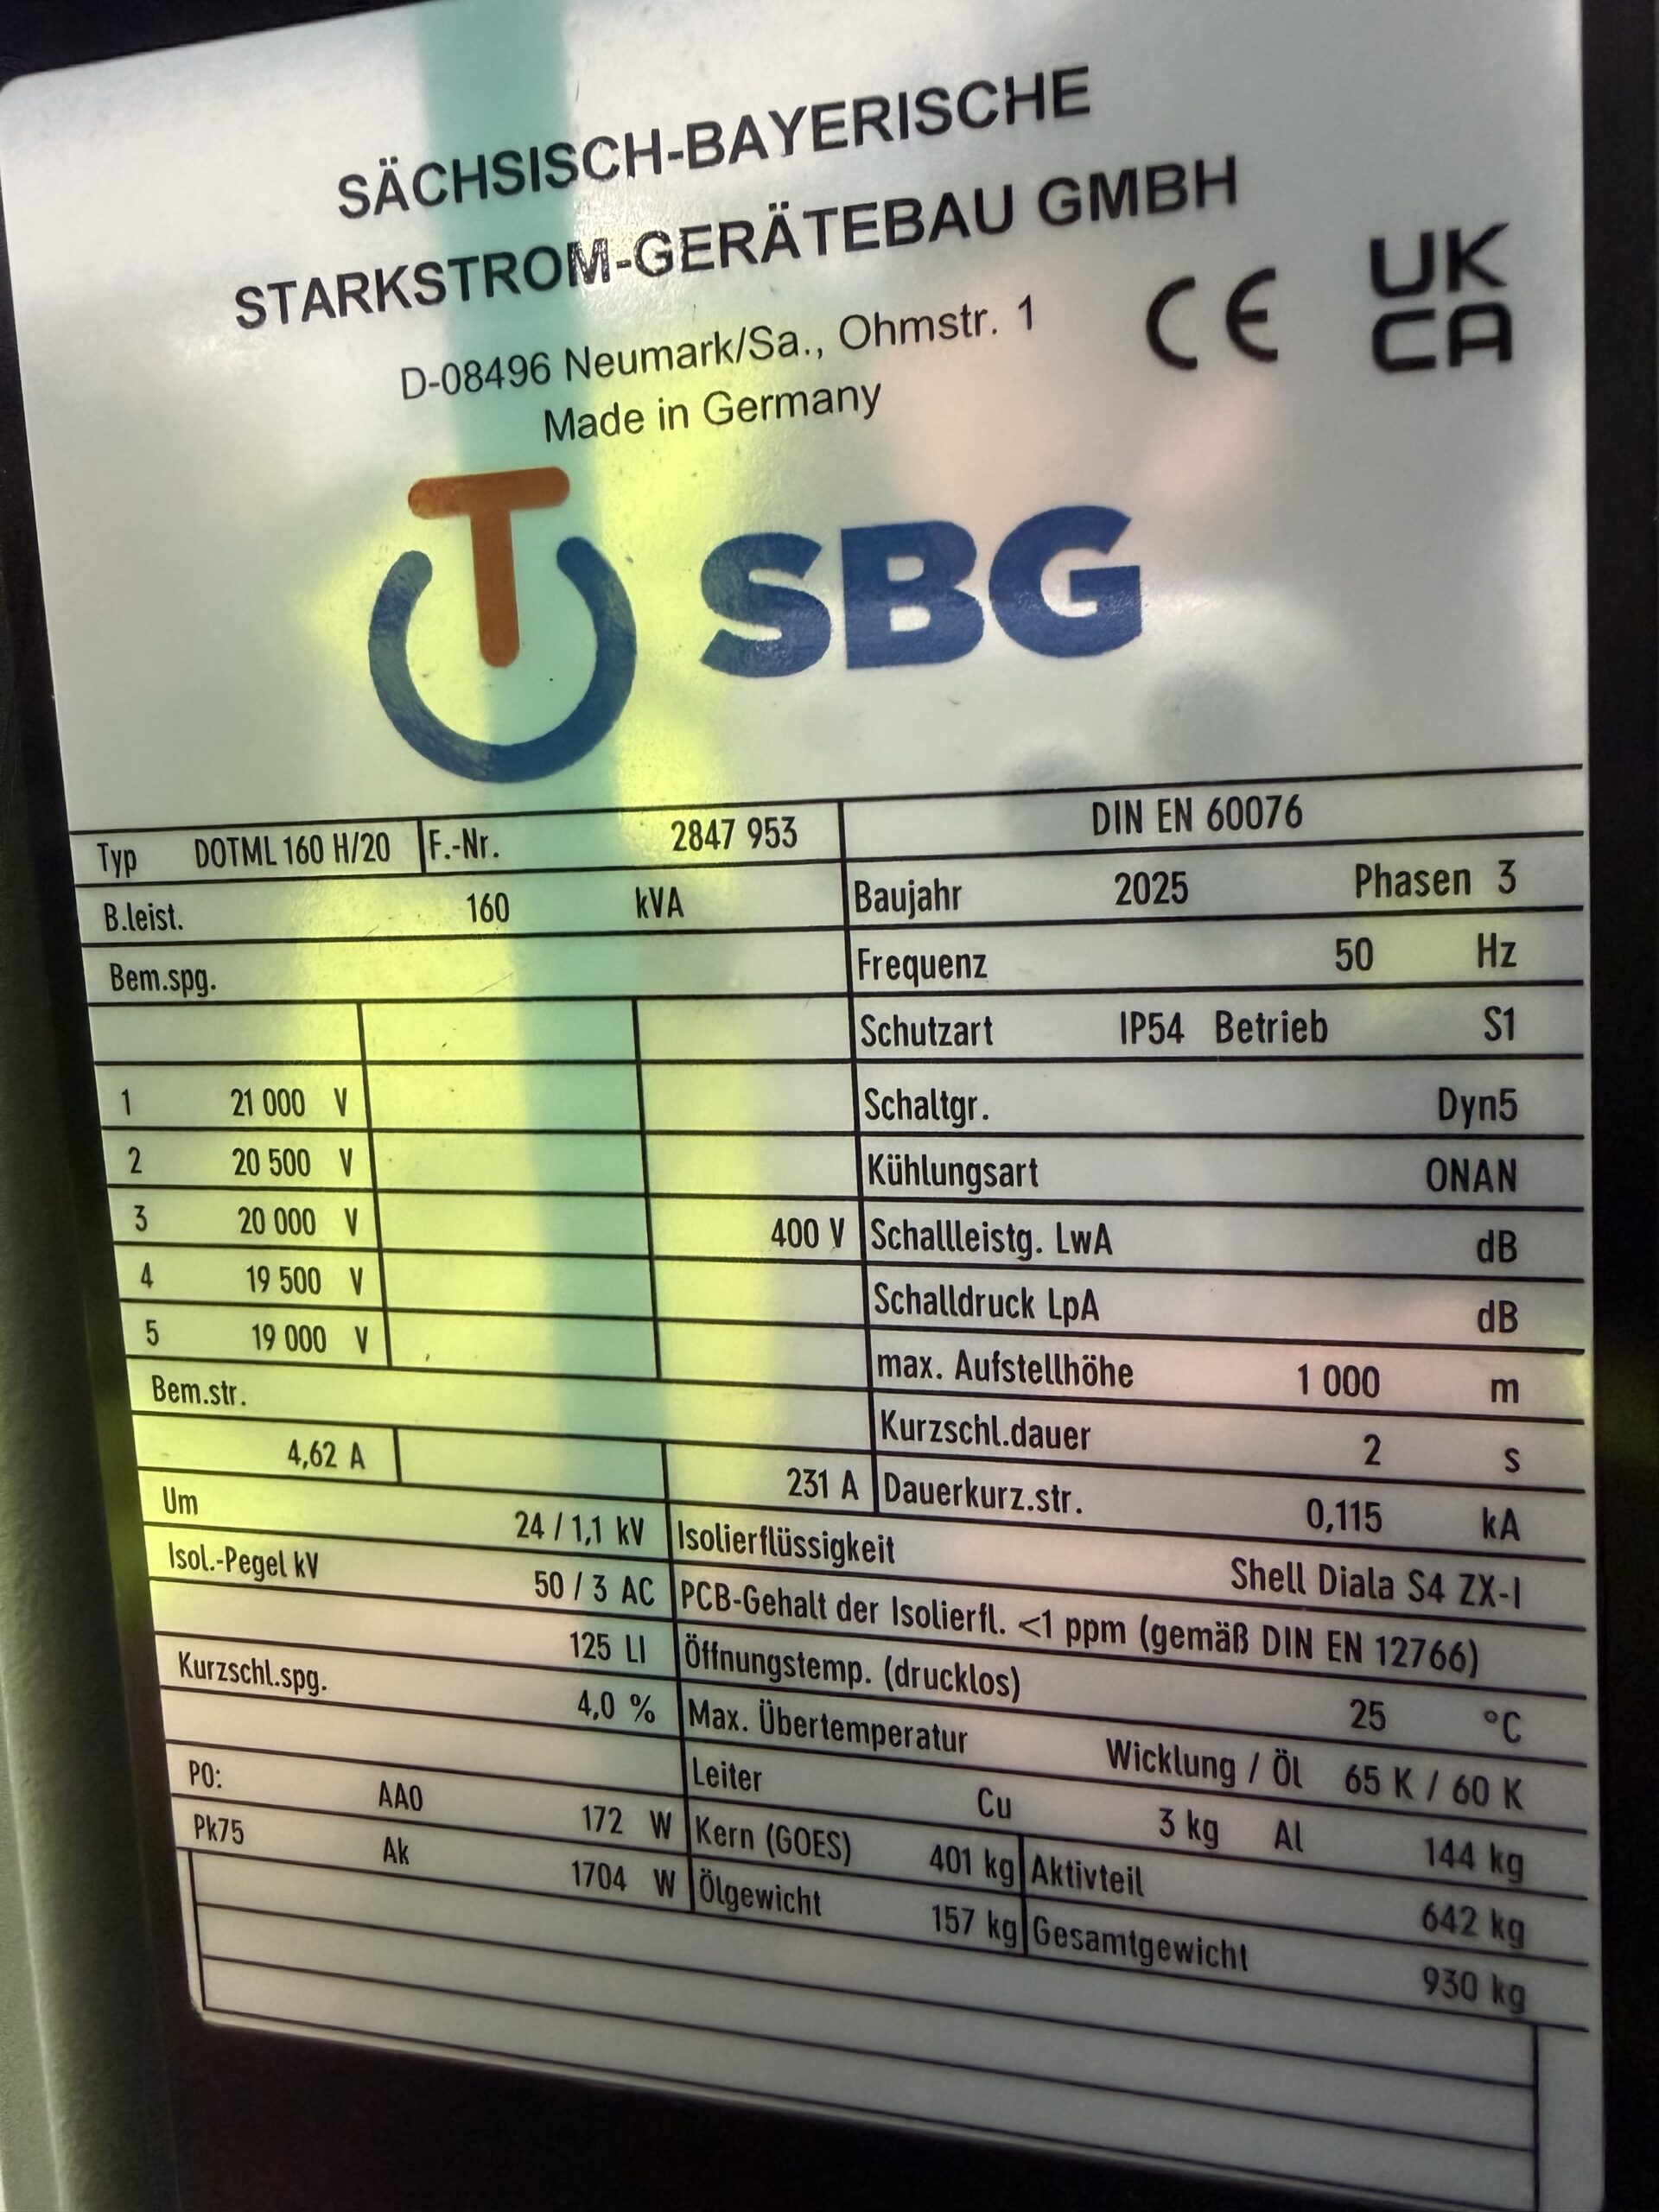 SÄCHSISCH-BAYERISCHE
STARKSTROM-GERÄTEBAU GMBH
D-08496 Neumark/Sa., Ohmstr. 1
Made in Germany
CE
UK
CA
SBG
Typ DOTML 160 H/20 F.-Nr. 2847 953 DIN EN 60076
B.leist. 160 kVA Baujahr 2025 Phasen 3
Bem.spg. Frequenz 50 Hz
Schutzart IP54 Betrieb S1
1 21 000 V Schaltgr. Dyn5
2 20 500 V Kühlungsart ONAN
3 20 000 V 400 V Schallleistg. LwA dB
4 19 500 V Schalldruck LpA dB
5 19 000 V max. Aufstellhöhe 1 000 m
Bem.str. Kurzschl.dauer 2 s
4,62 A 231 A Dauerkurz.str. 0,115 kA
Um 24 / 1,1 kV Isolierflüssigkeit Shell Diala S4 ZX-I
Isol.-Pegel kV 50 / 3 AC PCB-Gehalt der Isolierfl. <1 ppm (gemäß DIN EN 12766)
125 LI Öffnungstemp. (drucklos) 25 °C
Kurzschl.spg. 4,0 % Max. Übertemperatur Wicklung / Öl 65 K / 60 K
Leiter Cu 3 kg Al 144 kg
P0: AA0 172 W Kern (GOES) 401 kg Aktivteil 642 kg
Pk75 Ak 1704 W Ölgewicht 157 kg Gesamtgewicht 930 kg